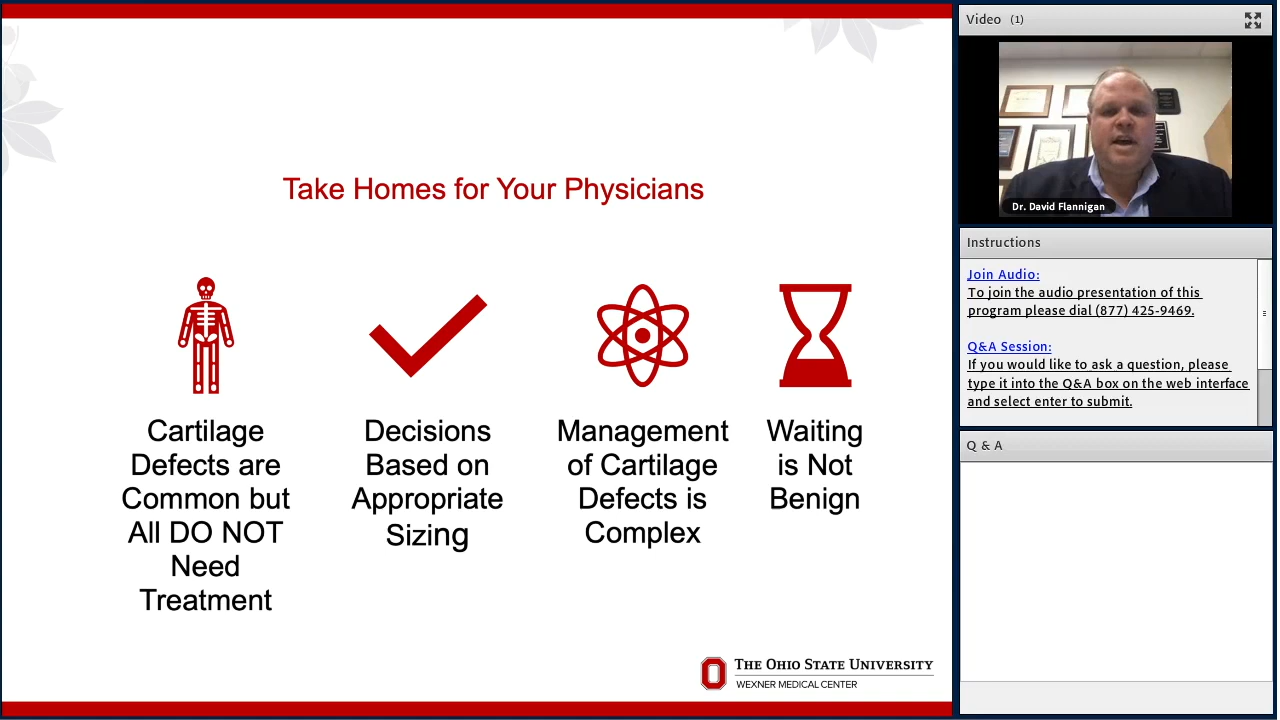 Take Homes for Your Physicians
Cartilage
Defects are
Common but
All DO NOT
Need
Treatment
Decisions
Based on
Appropriate
Sizing
Management
of Cartilage
Defects is
Complex
Waiting
is Not
Benign
THE OHIO STATE UNIVERSITY
WEXNER MEDICAL CENTER
Video (1)
Dr. David Flannigan
Instructions
Join Audio:
To join the audio presentation of this
program please dial (877) 425-9469.
Q&A Session:
If you would like to ask a question, please
type it into the Q&A box on the web interface
and select enter to submit.
Q & A